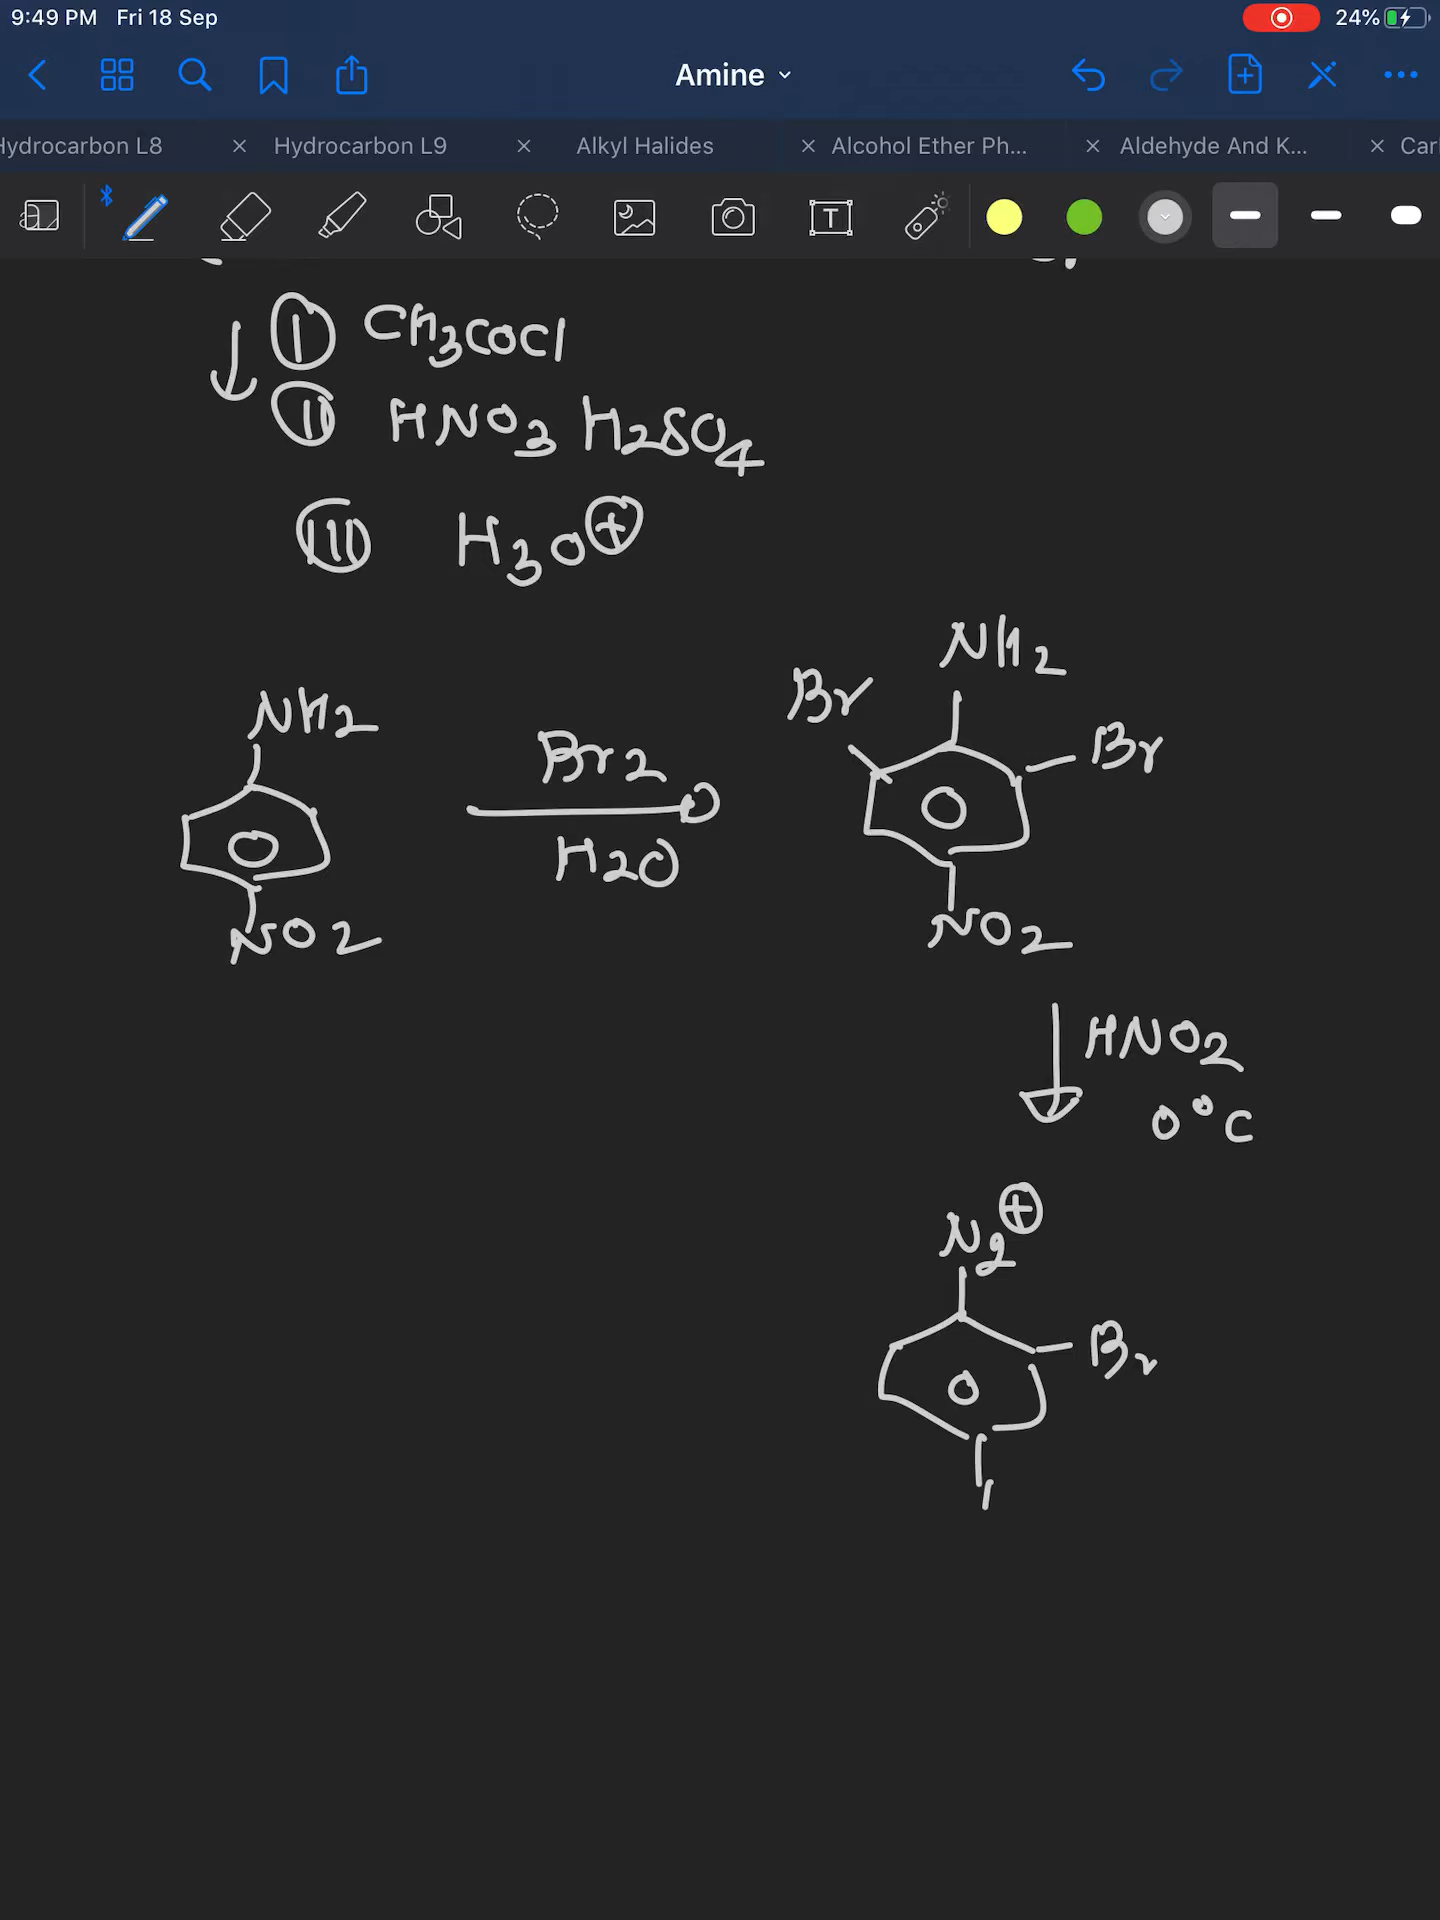 9:49 PM Fri 18 Sep 24%
Amine
Hydrocarbon L8 × Hydrocarbon L9 × Alkyl Halides × Alcohol Ether Ph... × Aldehyde And K... × Car
T
I CH3COCl
II HNO3 H2SO4
III H3O⊕
NH2
Br
NH2
Br2
Br
H2O
NO2
NO2
HNO2
0°C
N2⊕
Br